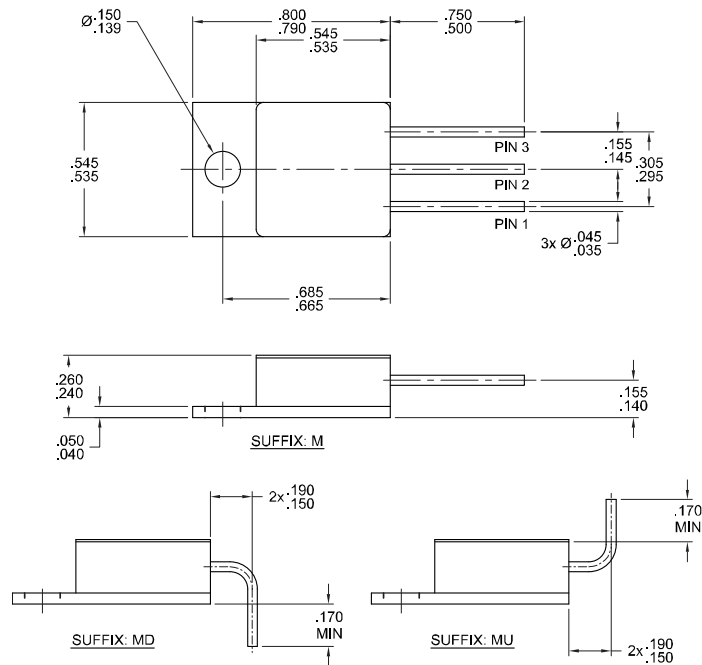 Ø.150
.139
.800
.790
.545
.535
.750
.500
.545
.535
PIN 3
PIN 2
PIN 1
.155
.145
.305
.295
3x Ø.045
.035
.685
.665
.260
.240
.050
.040
.155
.140
SUFFIX: M
2x .190
.150
.170
MIN
.170
MIN
SUFFIX: MD
SUFFIX: MU
2x .190
.150